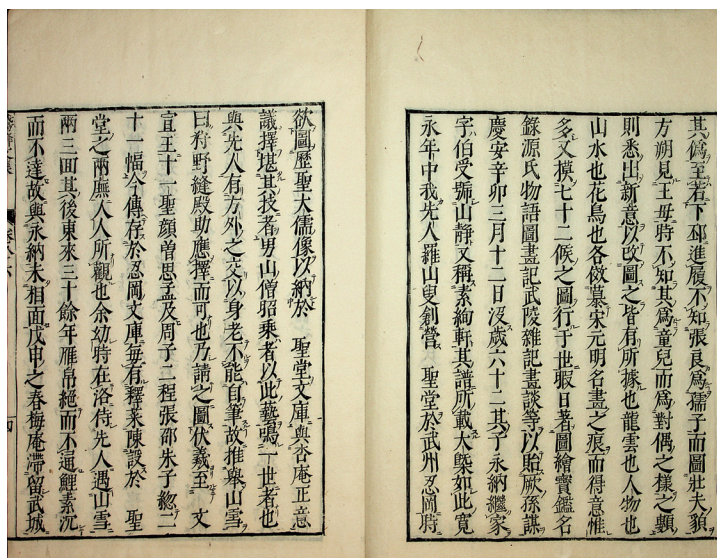 其僞至若下邳進履不知張良爲孺子而圖壯夫顏
方朔見王母時不知其爲童兒而爲對偶之樣之顏
則悉出新意以改圖之皆有所據也龍雲也人物也
山水也花鳥也各倣慕宋元明名畫之痕而得意惟
多又模七十二候之圖行于世暇日著圖繪寶鑑名
錄源氏物語圖畫記武陵雜記畫談等以貽厥孫謀
慶安辛卯三月十二日沒歲六十二其子永納繼家
字伯受號山靜又稱素絢軒其譜所載大槩如此寬
永年中我先人羅山叟創營 聖堂於武州忍岡時
欲圖歷聖大儒像以納於 聖堂文庫與杏庵正意
議擇堪其技者男山僧昭乘者以此藝鳴一世者也
與先人有方外之交以身老不能自筆故推舉山雪
曰狩野縫殿助應擇而可也乃請之圖伏羲至 文
宣王十一聖顏曾思孟及周子二程張邵朱子總二
十一幅今傳存於忍岡文庫每有釋菜陳設於 聖
堂之兩廡人人所觀也余幼時在洛侍先人遇山雪
兩三回其後東來三十餘年雁帛絕而不通鯉素沉
而不達故與永納未相面戊申之春梅庵滯留武城
四